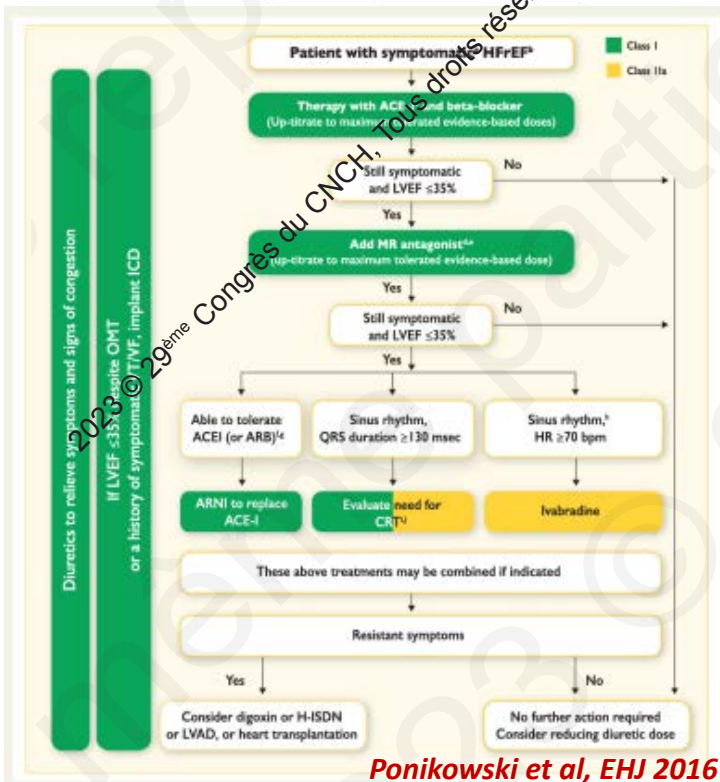 Patient with symptomatic HFrEFᵇ
Class I
Class IIa
Therapy with ACE and beta-blocker
(Up-titrate to maximum tolerated evidence-based doses)
Still symptomatic
and LVEF ≤35%
No
Yes
Add MR antagonistᵈ,ᵉ
(up-titrate to maximum tolerated evidence-based dose)
Yes
Still symptomatic
and LVEF ≤35%
No
Yes
Able to tolerate
ACEI (or ARB)ᶠ,ᵍ
Sinus rhythm,
QRS duration ≥130 msec
Sinus rhythm,ʰ
HR ≥70 bpm
ARNI to replace
ACE-I
Evaluate need for
CRTⁱ,ʲ
Ivabradine
These above treatments may be combined if indicated
Resistant symptoms
Yes
No
Consider digoxin or H-ISDN
or LVAD, or heart transplantation
No further action required
Consider reducing diuretic dose
Diuretics to relieve symptoms and signs of congestion
If LVEF ≤35% despite OMT
or a history of symptomatic VT/VF, implant ICD
2023 © 29ème Congrès du CNCH, Tous droits rése
Ponikowski et al, EHJ 2016